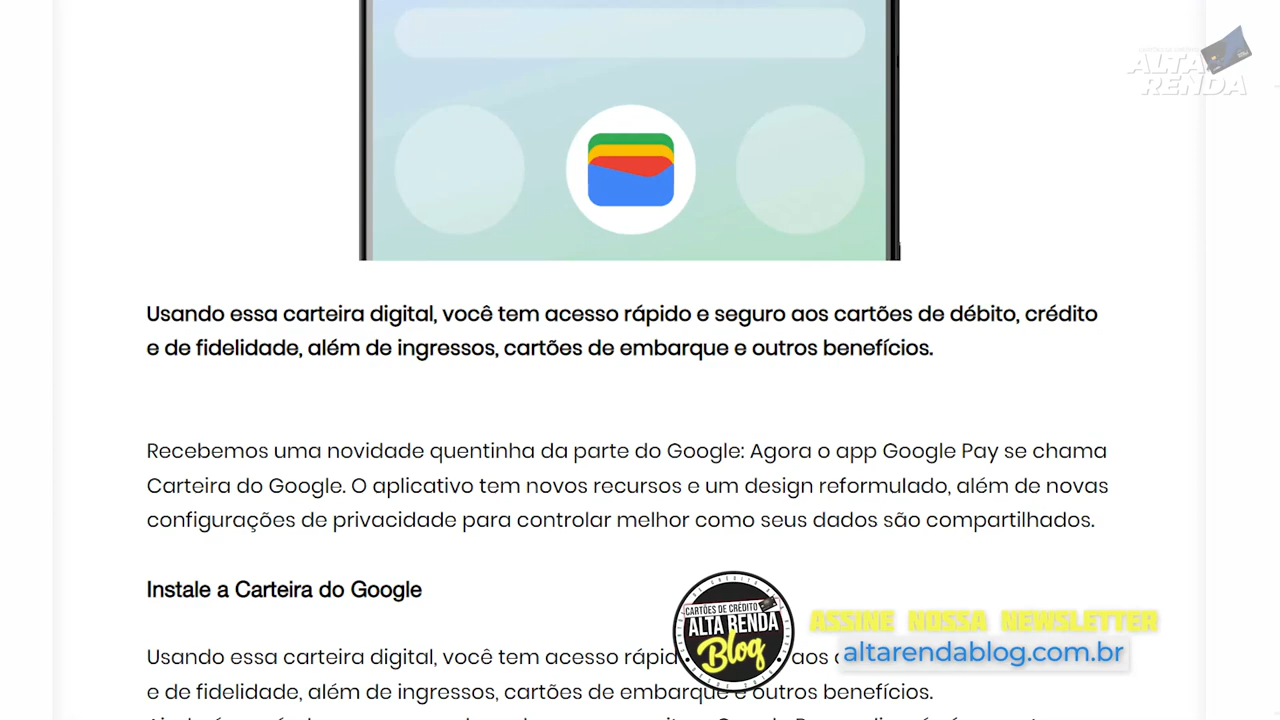 ALTA
RENDA
Usando essa carteira digital, você tem acesso rápido e seguro aos cartões de débito, crédito
e de fidelidade, além de ingressos, cartões de embarque e outros benefícios.
Recebemos uma novidade quentinha da parte do Google: Agora o app Google Pay se chama
Carteira do Google. O aplicativo tem novos recursos e um design reformulado, além de novas
configurações de privacidade para controlar melhor como seus dados são compartilhados.
Instale a Carteira do Google
Usando essa carteira digital, você tem acesso rápid aos
e de fidelidade, além de ingressos, cartões de embarque e outros benefícios.
CARTÕES DE CRÉDITO
ALTA RENDA
Blog
ASSINE NOSSA NEWSLETTER
altarendablog.com.br